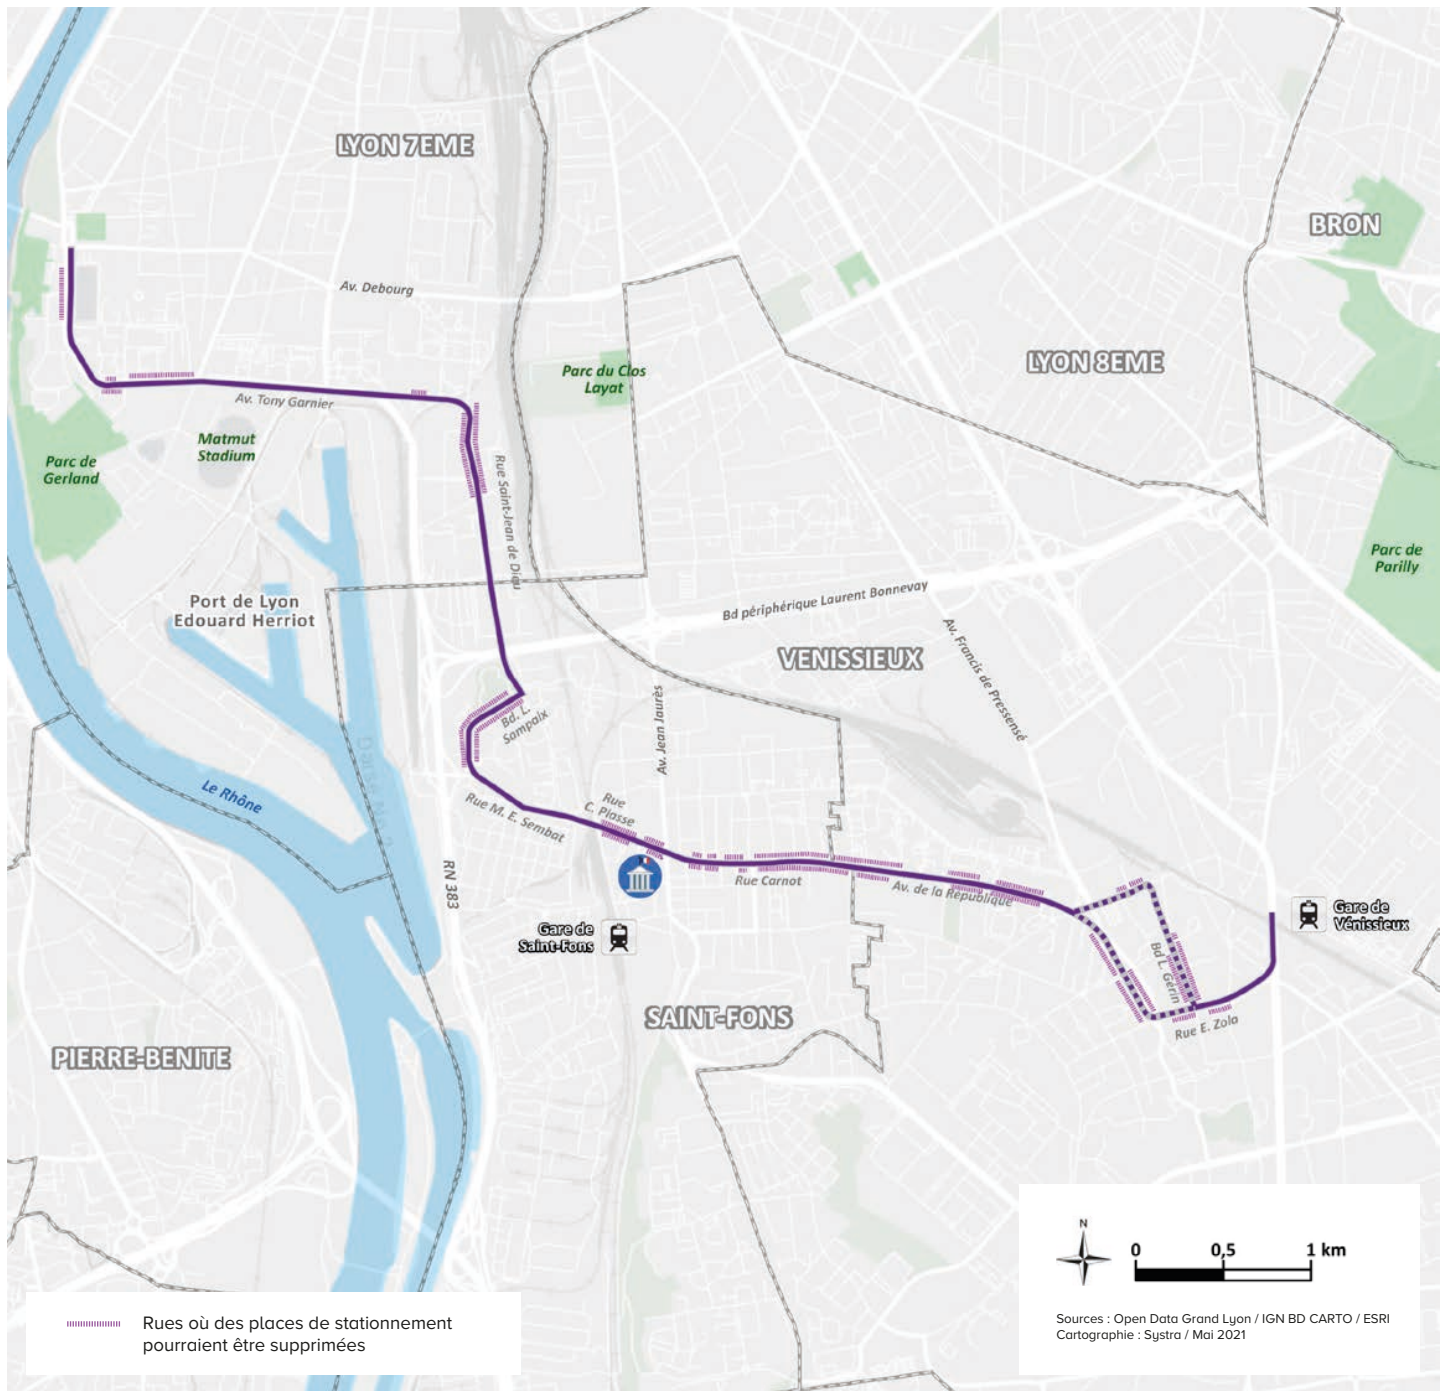 LYON 7EME
BRON
Av. Debourg
LYON 8EME
Parc du Clos
Layat
Av. Tony Garnier
Matmut
Stadium
Parc de
Gerland
Rue Saint-Jean de Dieu
Parc de
Parilly
Port de Lyon
Edouard Herriot
Bd périphérique Laurent Bonnevay
VENISSIEUX
Av. Francis de Pressensé
Av. Jean Jaurès
Bd. L.
Sampaix
Le Rhône
Rue
C. Plasse
Rue M. E. Sembat
RN 383
Rue Carnot
Av. de la République
Gare de
Saint-Fons
Gare de
Vénissieux
Bd L. Gérin
SAINT-FONS
Rue E. Zola
PIERRE-BENITE
N
0 0,5 1 km
Sources : Open Data Grand Lyon / IGN BD CARTO / ESRI
Cartographie : Systra / Mai 2021
Rues où des places de stationnement
pourraient être supprimées